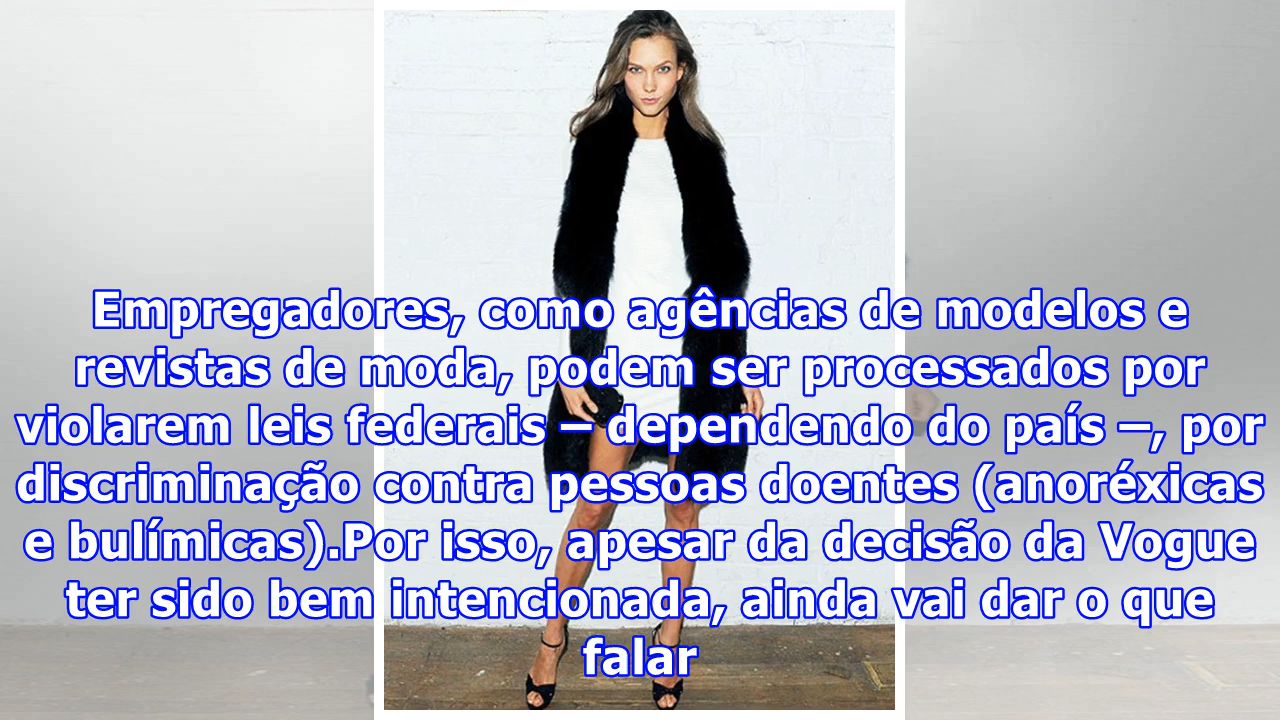 Empregadores, como agências de modelos e
revistas de moda, podem ser processados por
violarem leis federais – dependendo do país –, por
discriminação contra pessoas doentes (anoréxicas
e bulímicas).Por isso, apesar da decisão da Vogue
ter sido bem intencionada, ainda vai dar o que
falar